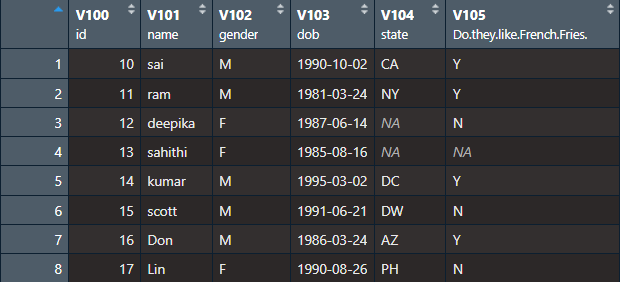 V100 V101 V102 V103 V104 V105
id name gender dob state Do.they.like.French.Fries.
1 10 sai M 1990-10-02 CA Y
2 11 ram M 1981-03-24 NY Y
3 12 deepika F 1987-06-14 NA N
4 13 sahithi F 1985-08-16 NA NA
5 14 kumar M 1995-03-02 DC Y
6 15 scott M 1991-06-21 DW N
7 16 Don M 1986-03-24 AZ Y
8 17 Lin F 1990-08-26 PH N